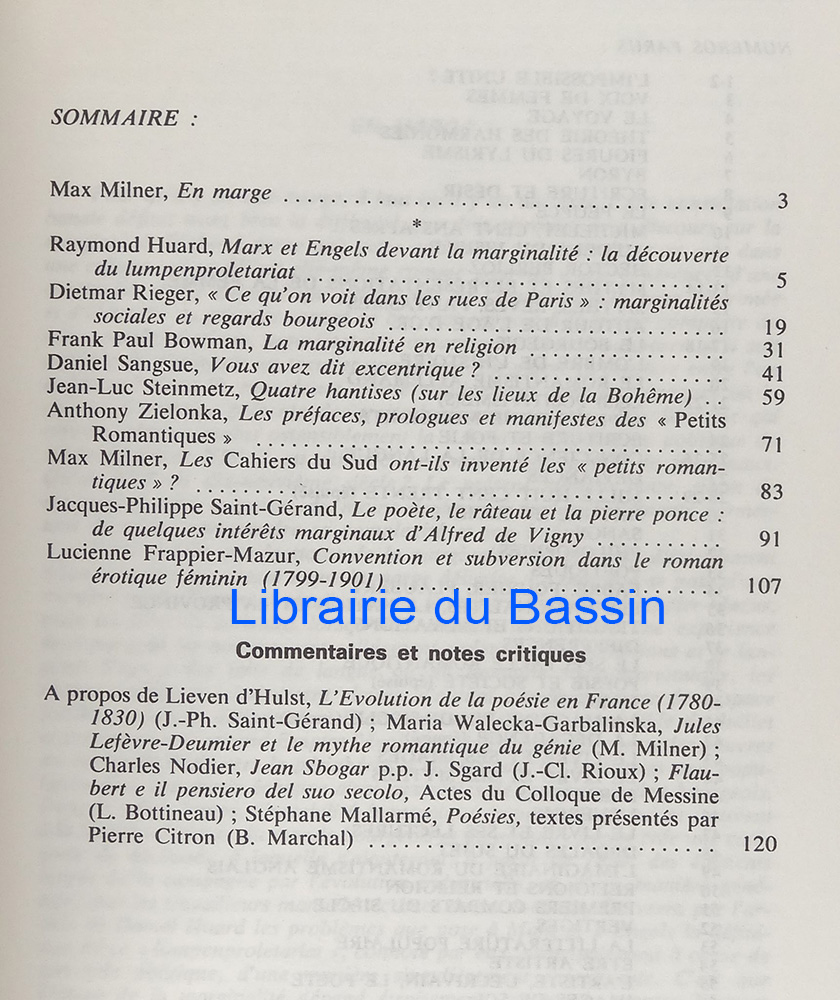 SOMMAIRE :
Max Milner, En marge ........................................ 3
*
Raymond Huard, Marx et Engels devant la marginalité : la découverte
du lumpenproletariat ........................................ 5
Dietmar Rieger, « Ce qu'on voit dans les rues de Paris » : marginalités
sociales et regards bourgeois ................................ 19
Frank Paul Bowman, La marginalité en religion .................. 31
Daniel Sangsue, Vous avez dit excentrique ? ..................... 41
Jean-Luc Steinmetz, Quatre hantises (sur les lieux de la Bohême) .. 59
Anthony Zielonka, Les préfaces, prologues et manifestes des « Petits
Romantiques » ........................................ 71
Max Milner, Les Cahiers du Sud ont-ils inventé les « petits roman-
tiques » ? ........................................ 83
Jacques-Philippe Saint-Gérand, Le poète, le râteau et la pierre ponce :
de quelques intérêts marginaux d'Alfred de Vigny ........... 91
Lucienne Frappier-Mazur, Convention et subversion dans le roman
érotique féminin (1799-1901) ................................ 107
Librairie du Bassin
Commentaires et notes critiques
A propos de Lieven d'Hulst, L'Evolution de la poésie en France (1780-
1830) (J.-Ph. Saint-Gérand) ; Maria Walecka-Garbalinska, Jules
Lefèvre-Deumier et le mythe romantique du génie (M. Milner) ;
Charles Nodier, Jean Sbogar p.p. J. Sgard (J.-Cl. Rioux) ; Flau-
bert e il pensiero del suo secolo, Actes du Colloque de Messine
(L. Bottineau) ; Stéphane Mallarmé, Poésies, textes présentés par
Pierre Citron (B. Marchal) ................................ 120